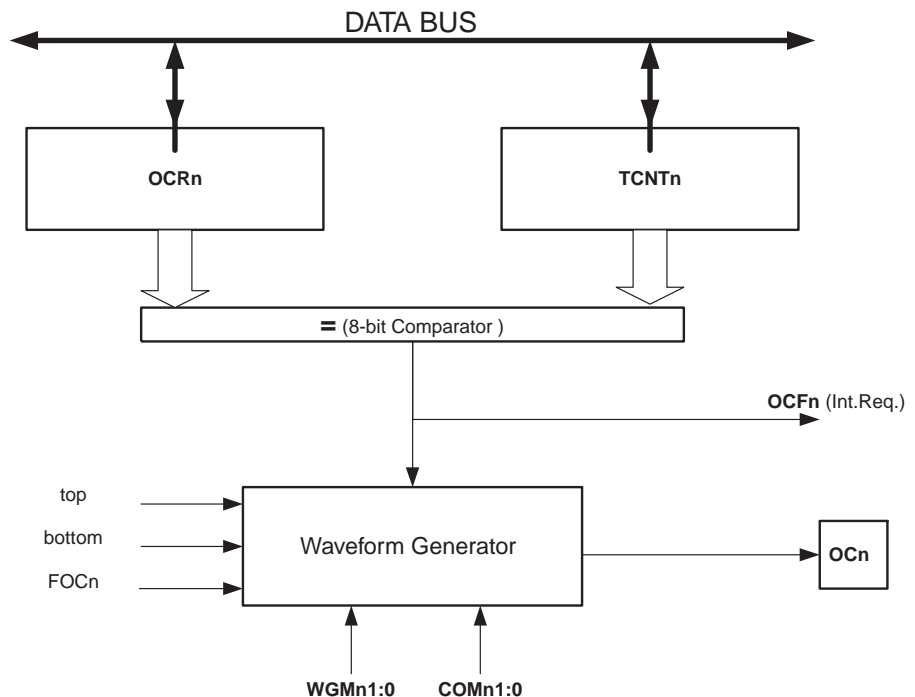 DATA BUS
OCRn
TCNTn
= (8-bit Comparator )
OCFn (Int.Req.)
top
bottom
FOCn
Waveform Generator
OCn
WGMn1:0
COMn1:0